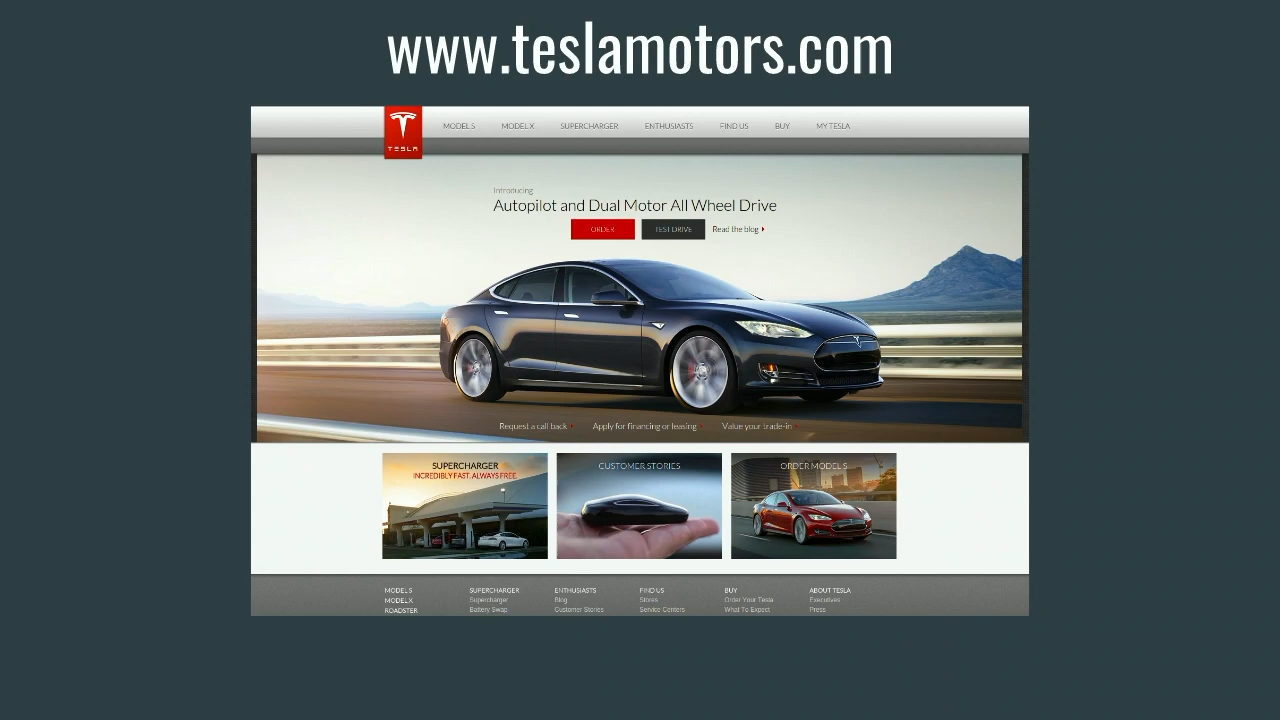 www.teslamotors.com
TESLA
MODEL S MODEL X SUPERCHARGER ENTHUSIASTS FIND US BUY MY TESLA
Introducing
Autopilot and Dual Motor All Wheel Drive
ORDER TEST DRIVE Read the blog
Request a call back Apply for financing or leasing Value your trade-in
SUPERCHARGER CUSTOMER STORIES ORDER MODEL S
INCREDIBLY FAST. ALWAYS FREE.
MODEL S SUPERCHARGER ENTHUSIASTS FIND US BUY ABOUT TESLA
MODEL X Supercharger Blog Stores Order Your Tesla Executives
ROADSTER Battery Swap Customer Stories Service Centers What To Expect Press